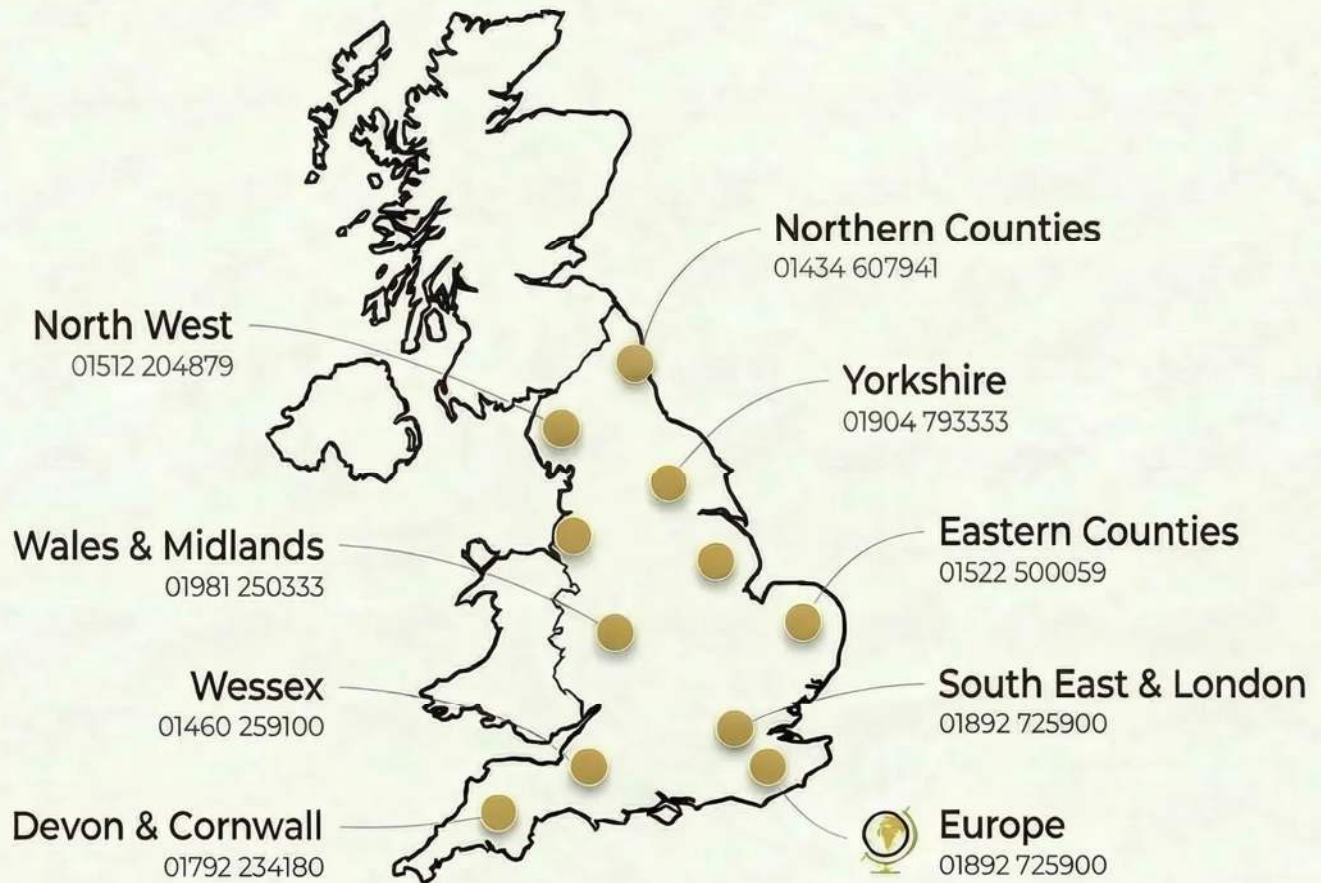 Northern Counties
01434 607941
North West
01512 204879
Yorkshire
01904 793333
Wales & Midlands
01981 250333
Eastern Counties
01522 500059
Wessex
01460 259100
South East & London
01892 725900
Devon & Cornwall
01792 234180
Europe
01892 725900